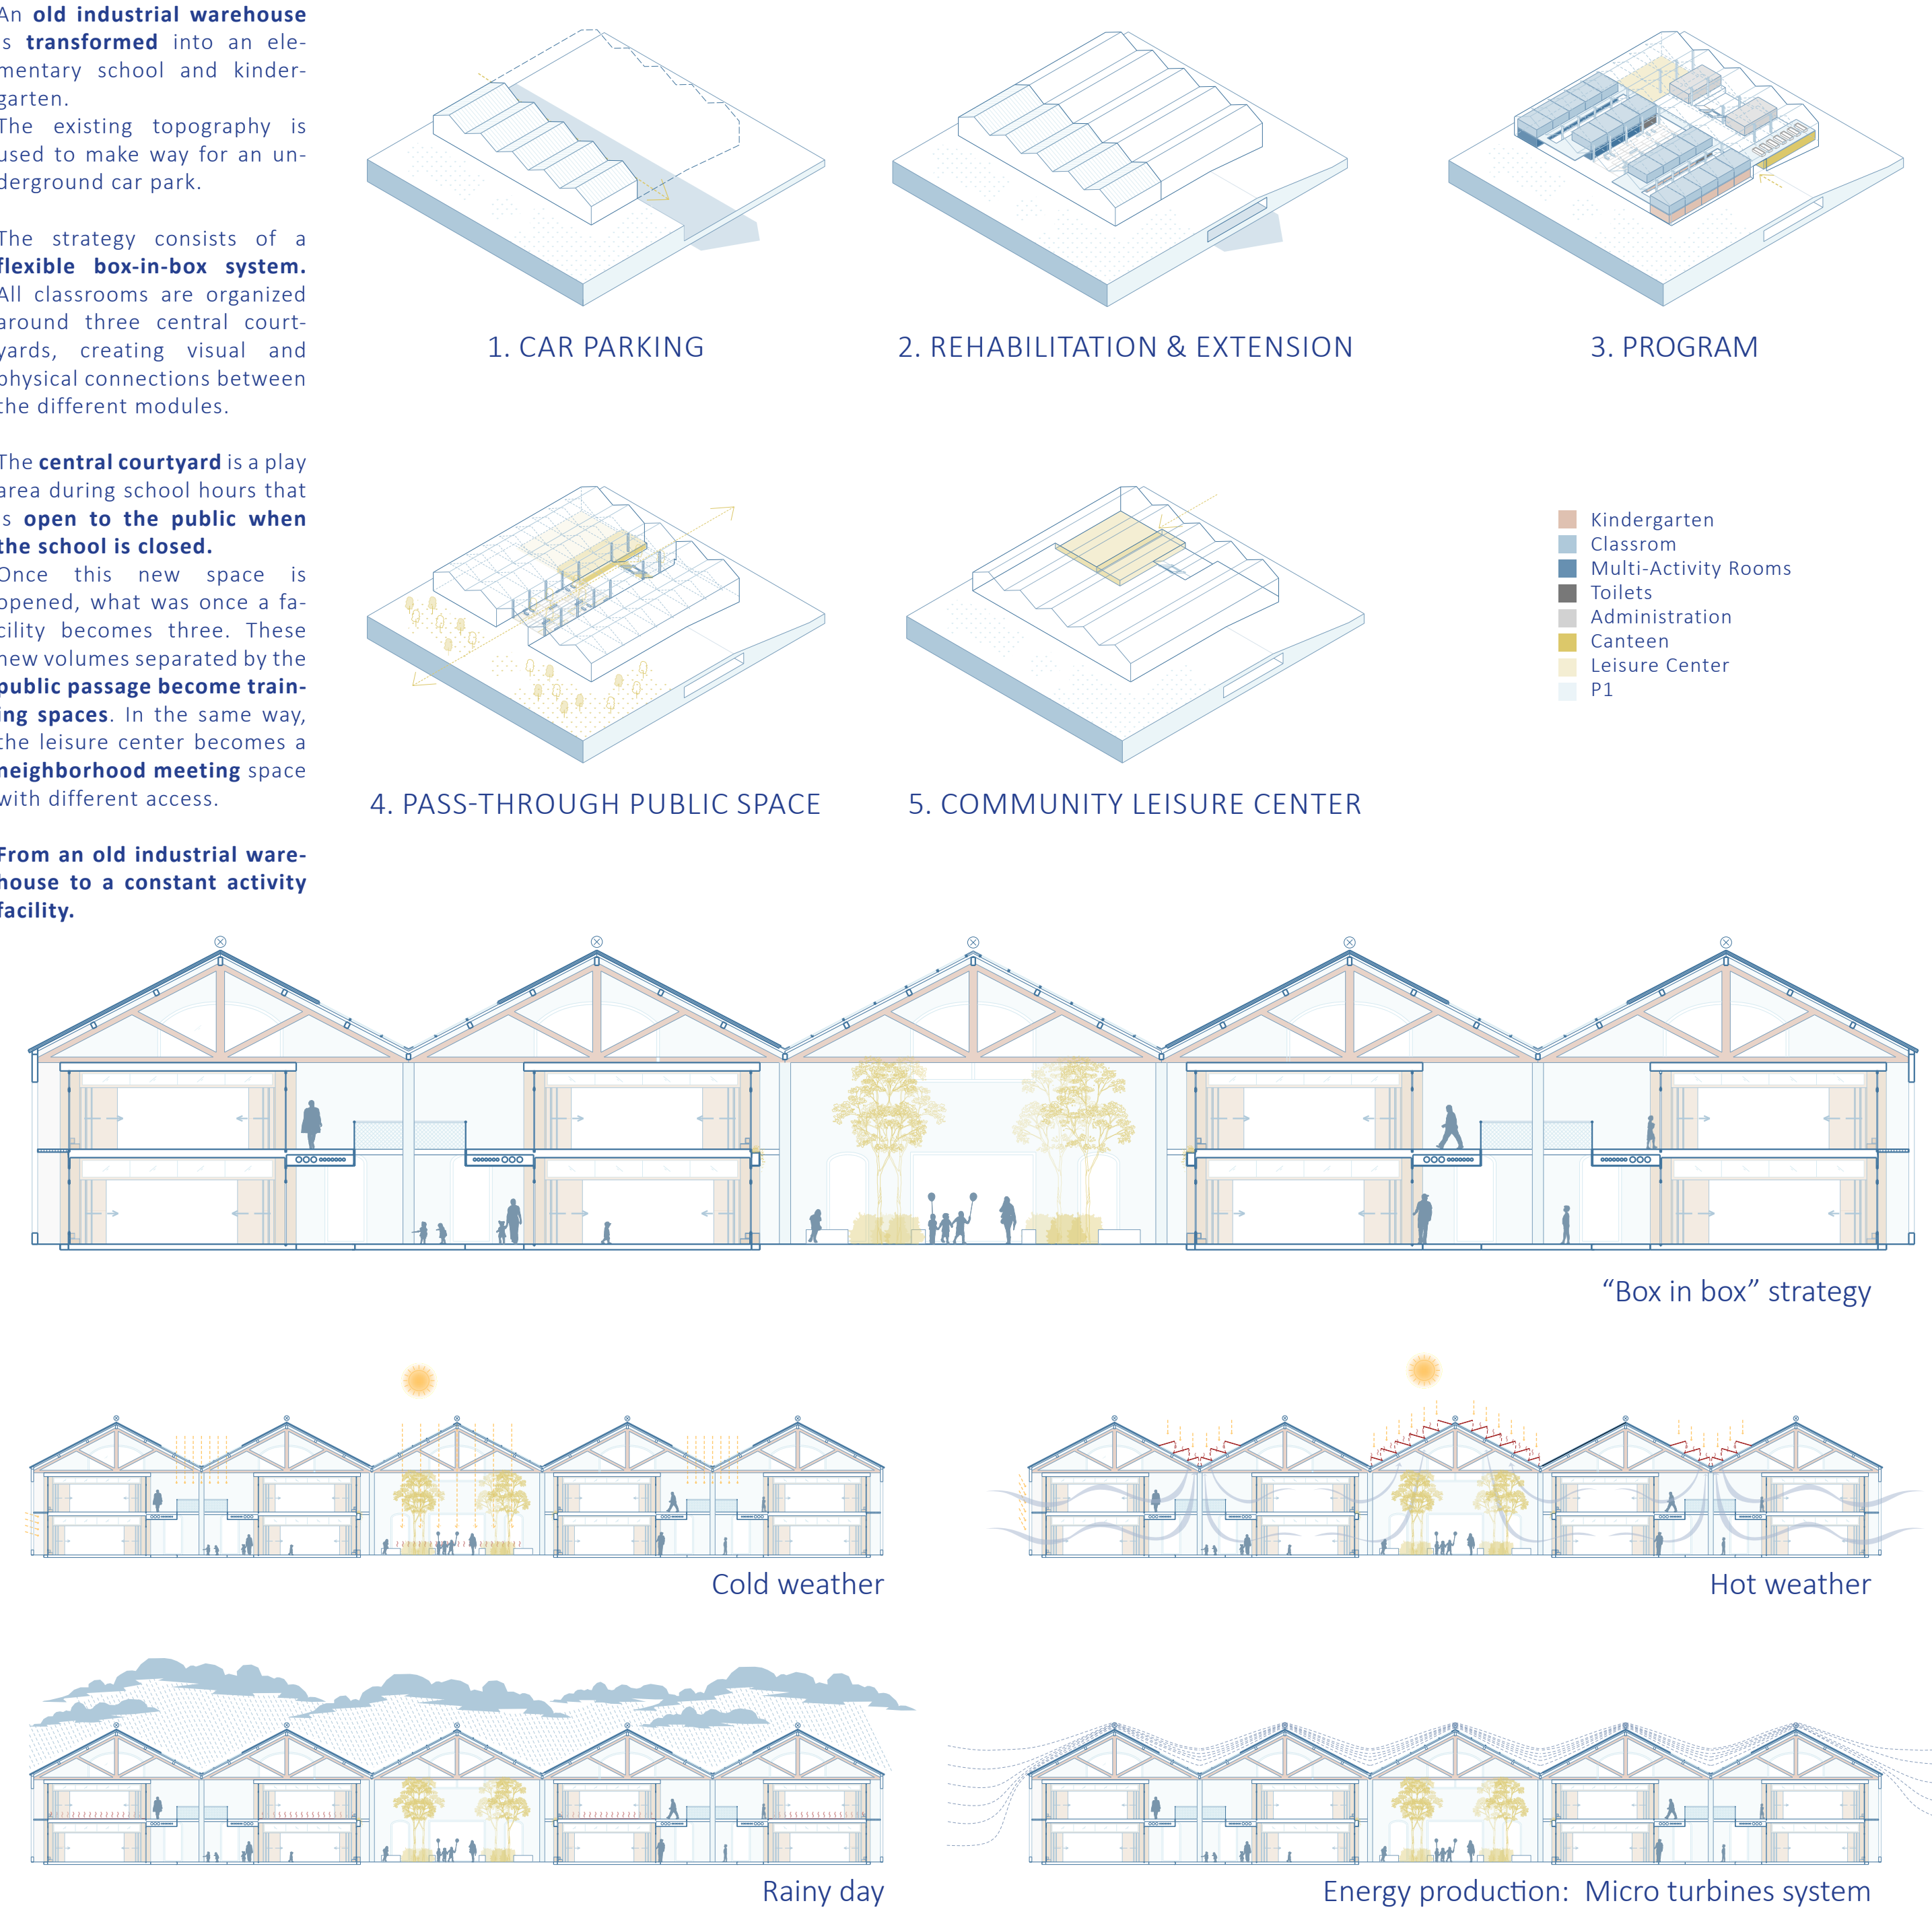 An old industrial warehouse
s transformed into an ele-
mentary school and kinder-
garten.
The existing topography is
used to make way for an un-
derground car park.
The strategy consists of a
flexible box-in-box system.
All classrooms are organized
around three central court-
yards, creating visual and
physical connections between
the different modules.
The central courtyard is a play
area during school hours that
s open to the public when
the school is closed.
Once this new space is
opened, what was once a fa-
cility becomes three. These
new volumes separated by the
public passage become train-
ing spaces. In the same way,
the leisure center becomes a
neighborhood meeting space
with different access.
From an old industrial ware-
house to a constant activity
facility.
1. CAR PARKING
2. REHABILITATION & EXTENSION
3. PROGRAM
4. PASS-THROUGH PUBLIC SPACE
5. COMMUNITY LEISURE CENTER
Kindergarten
Classrom
Multi-Activity Rooms
Toilets
Administration
Canteen
Leisure Center
P1
“Box in box” strategy
Cold weather
Hot weather
Rainy day
Energy production: Micro turbines system